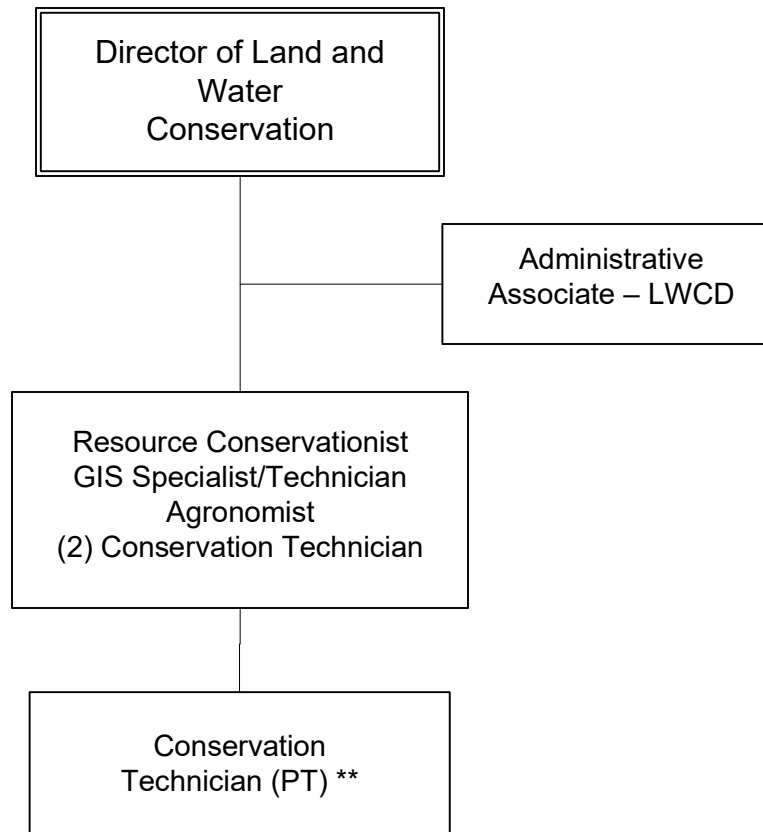 Director of Land and
Water
Conservation
Administrative
Associate – LWCD
Resource Conservationist
GIS Specialist/Technician
Agronomist
(2) Conservation Technician
Conservation
Technician (PT) **